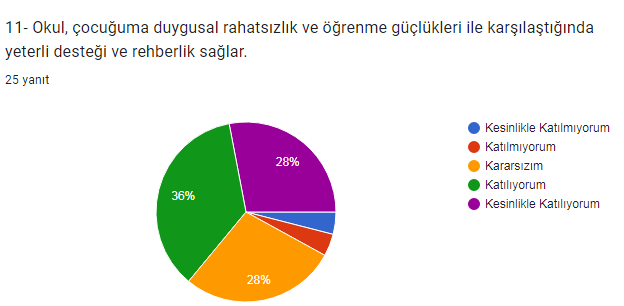 11- Okul, çocuğuma duygusal rahatsızlık ve öğrenme güçlükleri ile karşılaştığında
yeterli desteği ve rehberlik sağlar.
25 yanıt
Kesinlikle Katılmıyorum
Katılmıyorum
Kararsızım
Katılıyorum
Kesinlikle Katılıyorum
28%
36%
28%